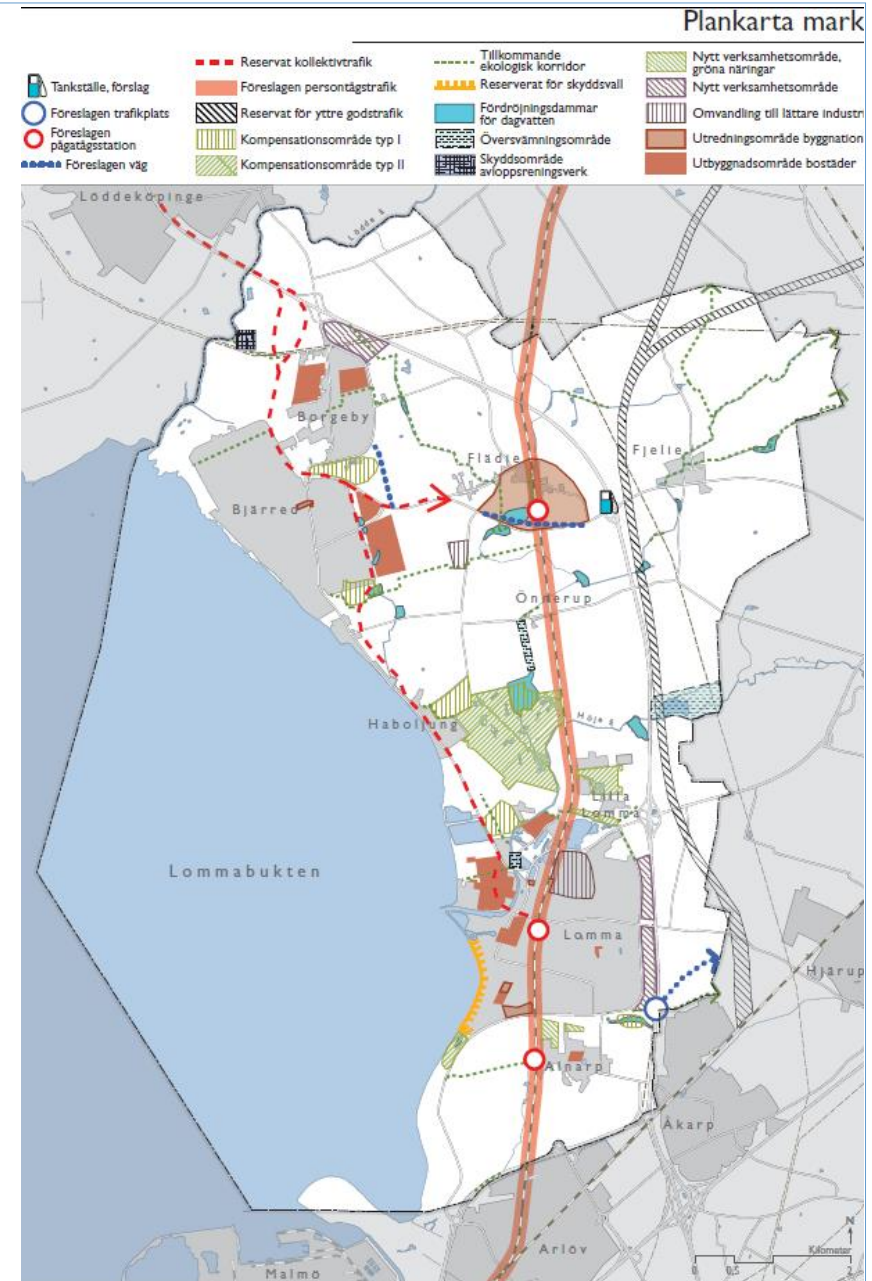 Plankarta mark
Tankställe, förslag
Föreslagen trafikplats
Föreslagen
pågatågsstation
Föreslagen väg
Reservat kollektivtrafik
Föreslagen persontågstrafik
Reservat för yttre godstrafik
Kompensationsområde typ I
Kompensationsområde typ II
Tillkommande
ekologisk korridor
Reserverat för skyddsvall
Fördröjningsdammar
för dagvatten
Översvämningsområde
Skyddsområde
avloppsreningsverk
Nytt verksamhetsområde,
gröna näringar
Nytt verksamhetsområde
Omvandling till lättare industri
Utredningsområde byggnation
Utbyggnadsområde bostäder
Löddeköpinge
Lödde å
Borgeby
Flädie
Fjelie
Bjärred
Önnerup
Haboljung
Höje å
Lilla
Lomma
Lommabukten
Lomma
Hjärup
Alnarp
Åkarp
Arlöv
Malmö
N
Kilometer
0 0,5 1 2